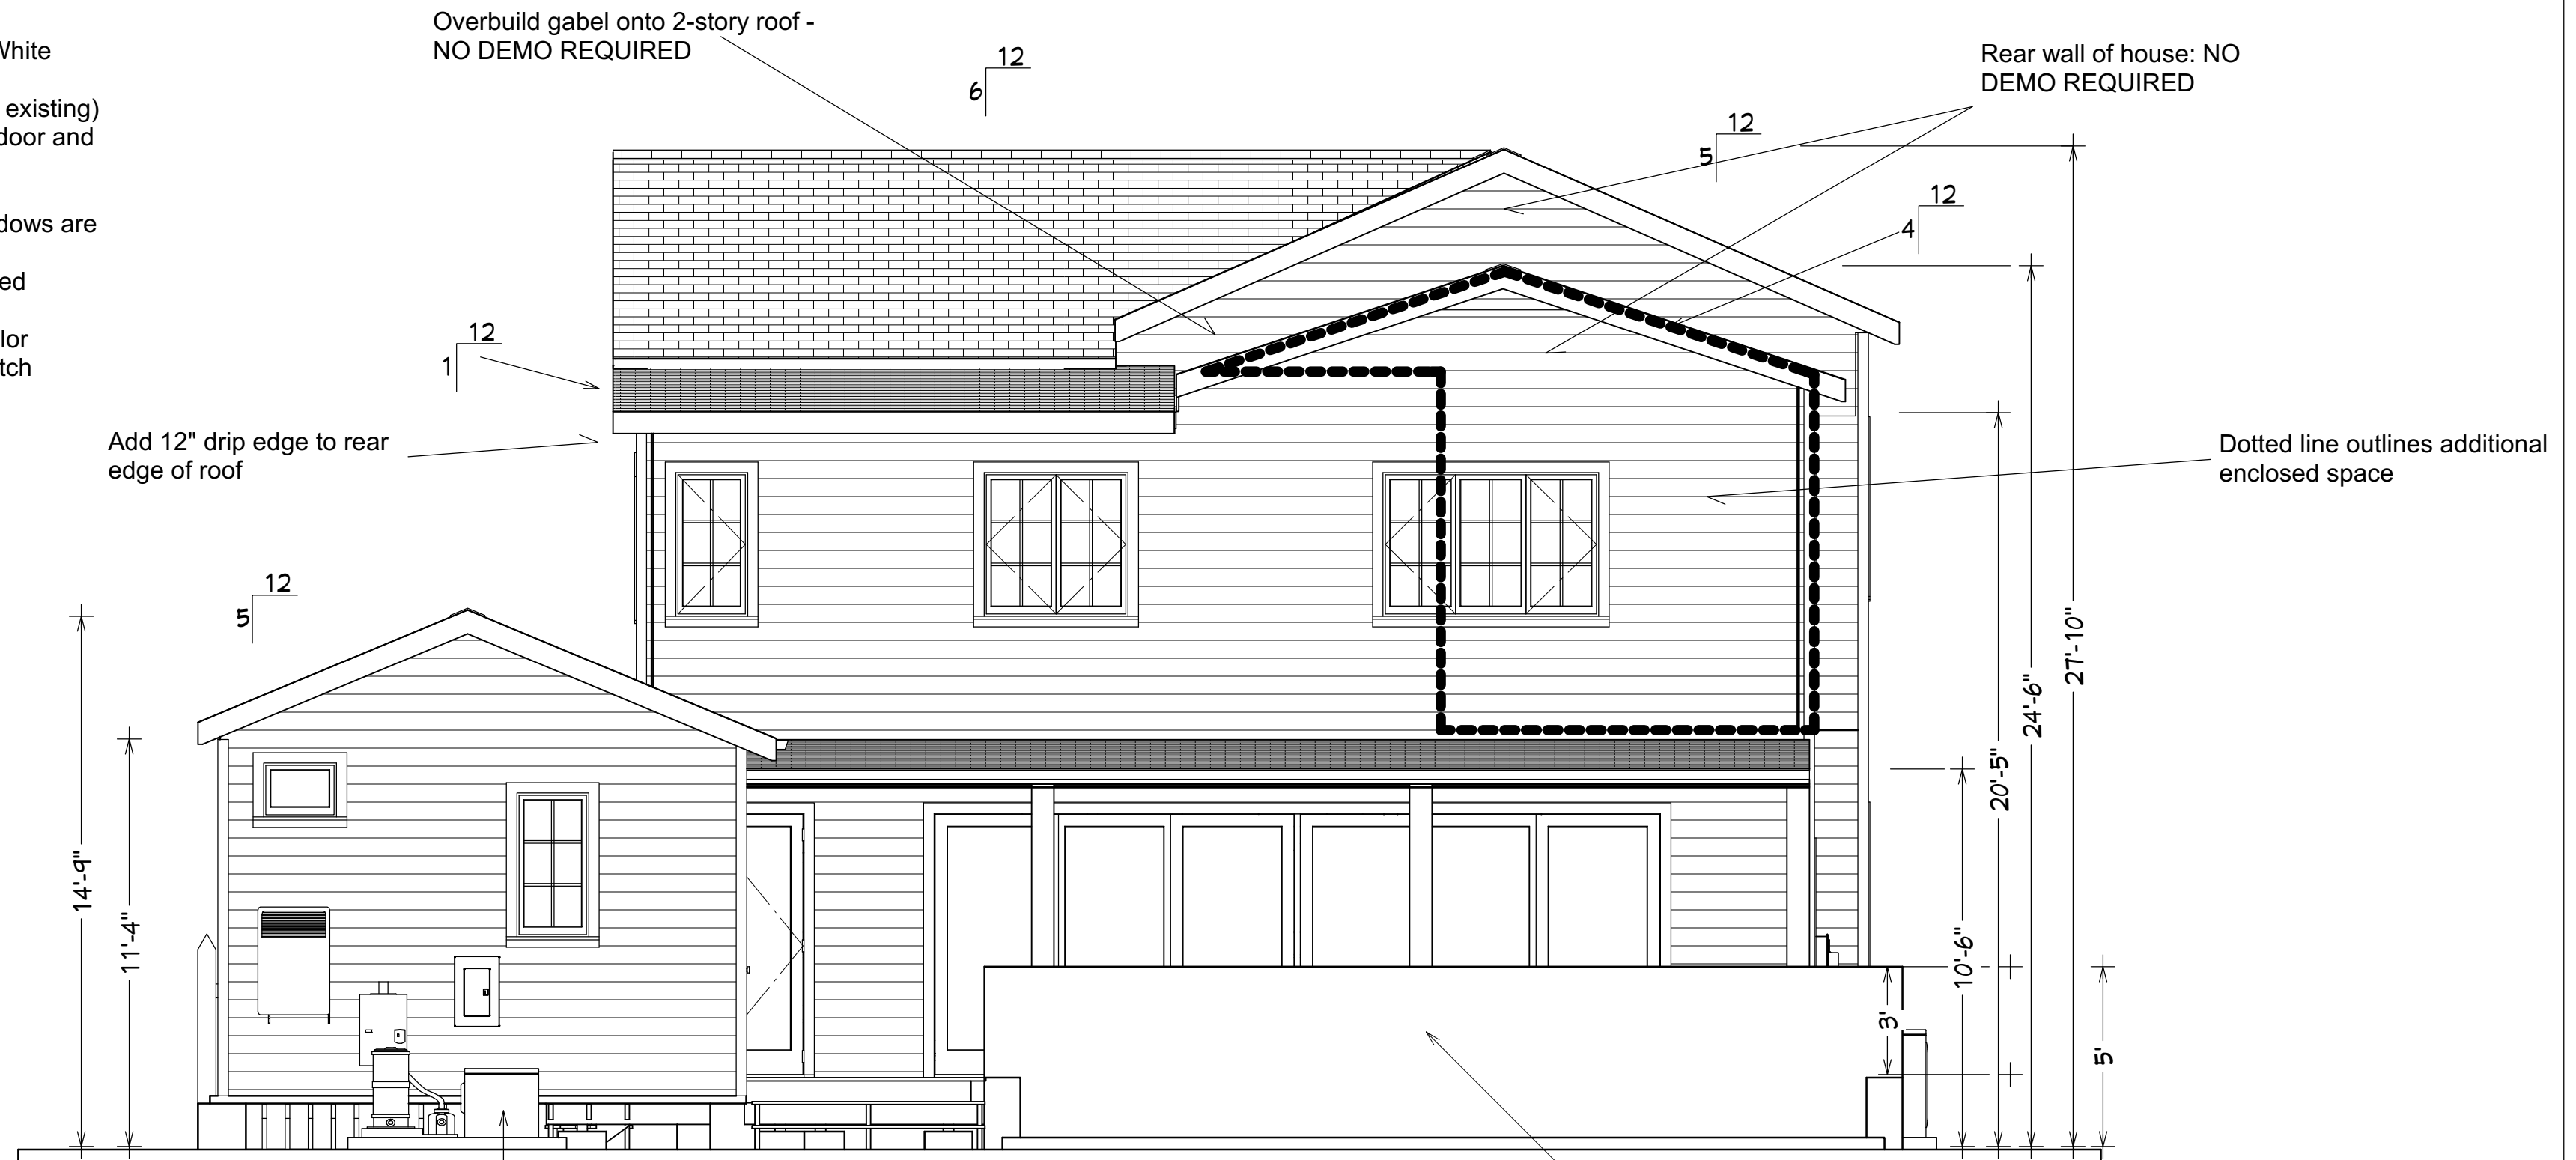 Overbuild gabel onto 2-story roof -
NO DEMO REQUIRED
White
existing)
door and
dows are
ed
lor
tch
12
6
Rear wall of house: NO
DEMO REQUIRED
12
5
12
4
12
1
Add 12" drip edge to rear
edge of roof
Dotted line outlines additional
enclosed space
12
5
14'-9"
11'-4"
3'
10'-6"
20'-5"
24'-6"
27'-10"
5'